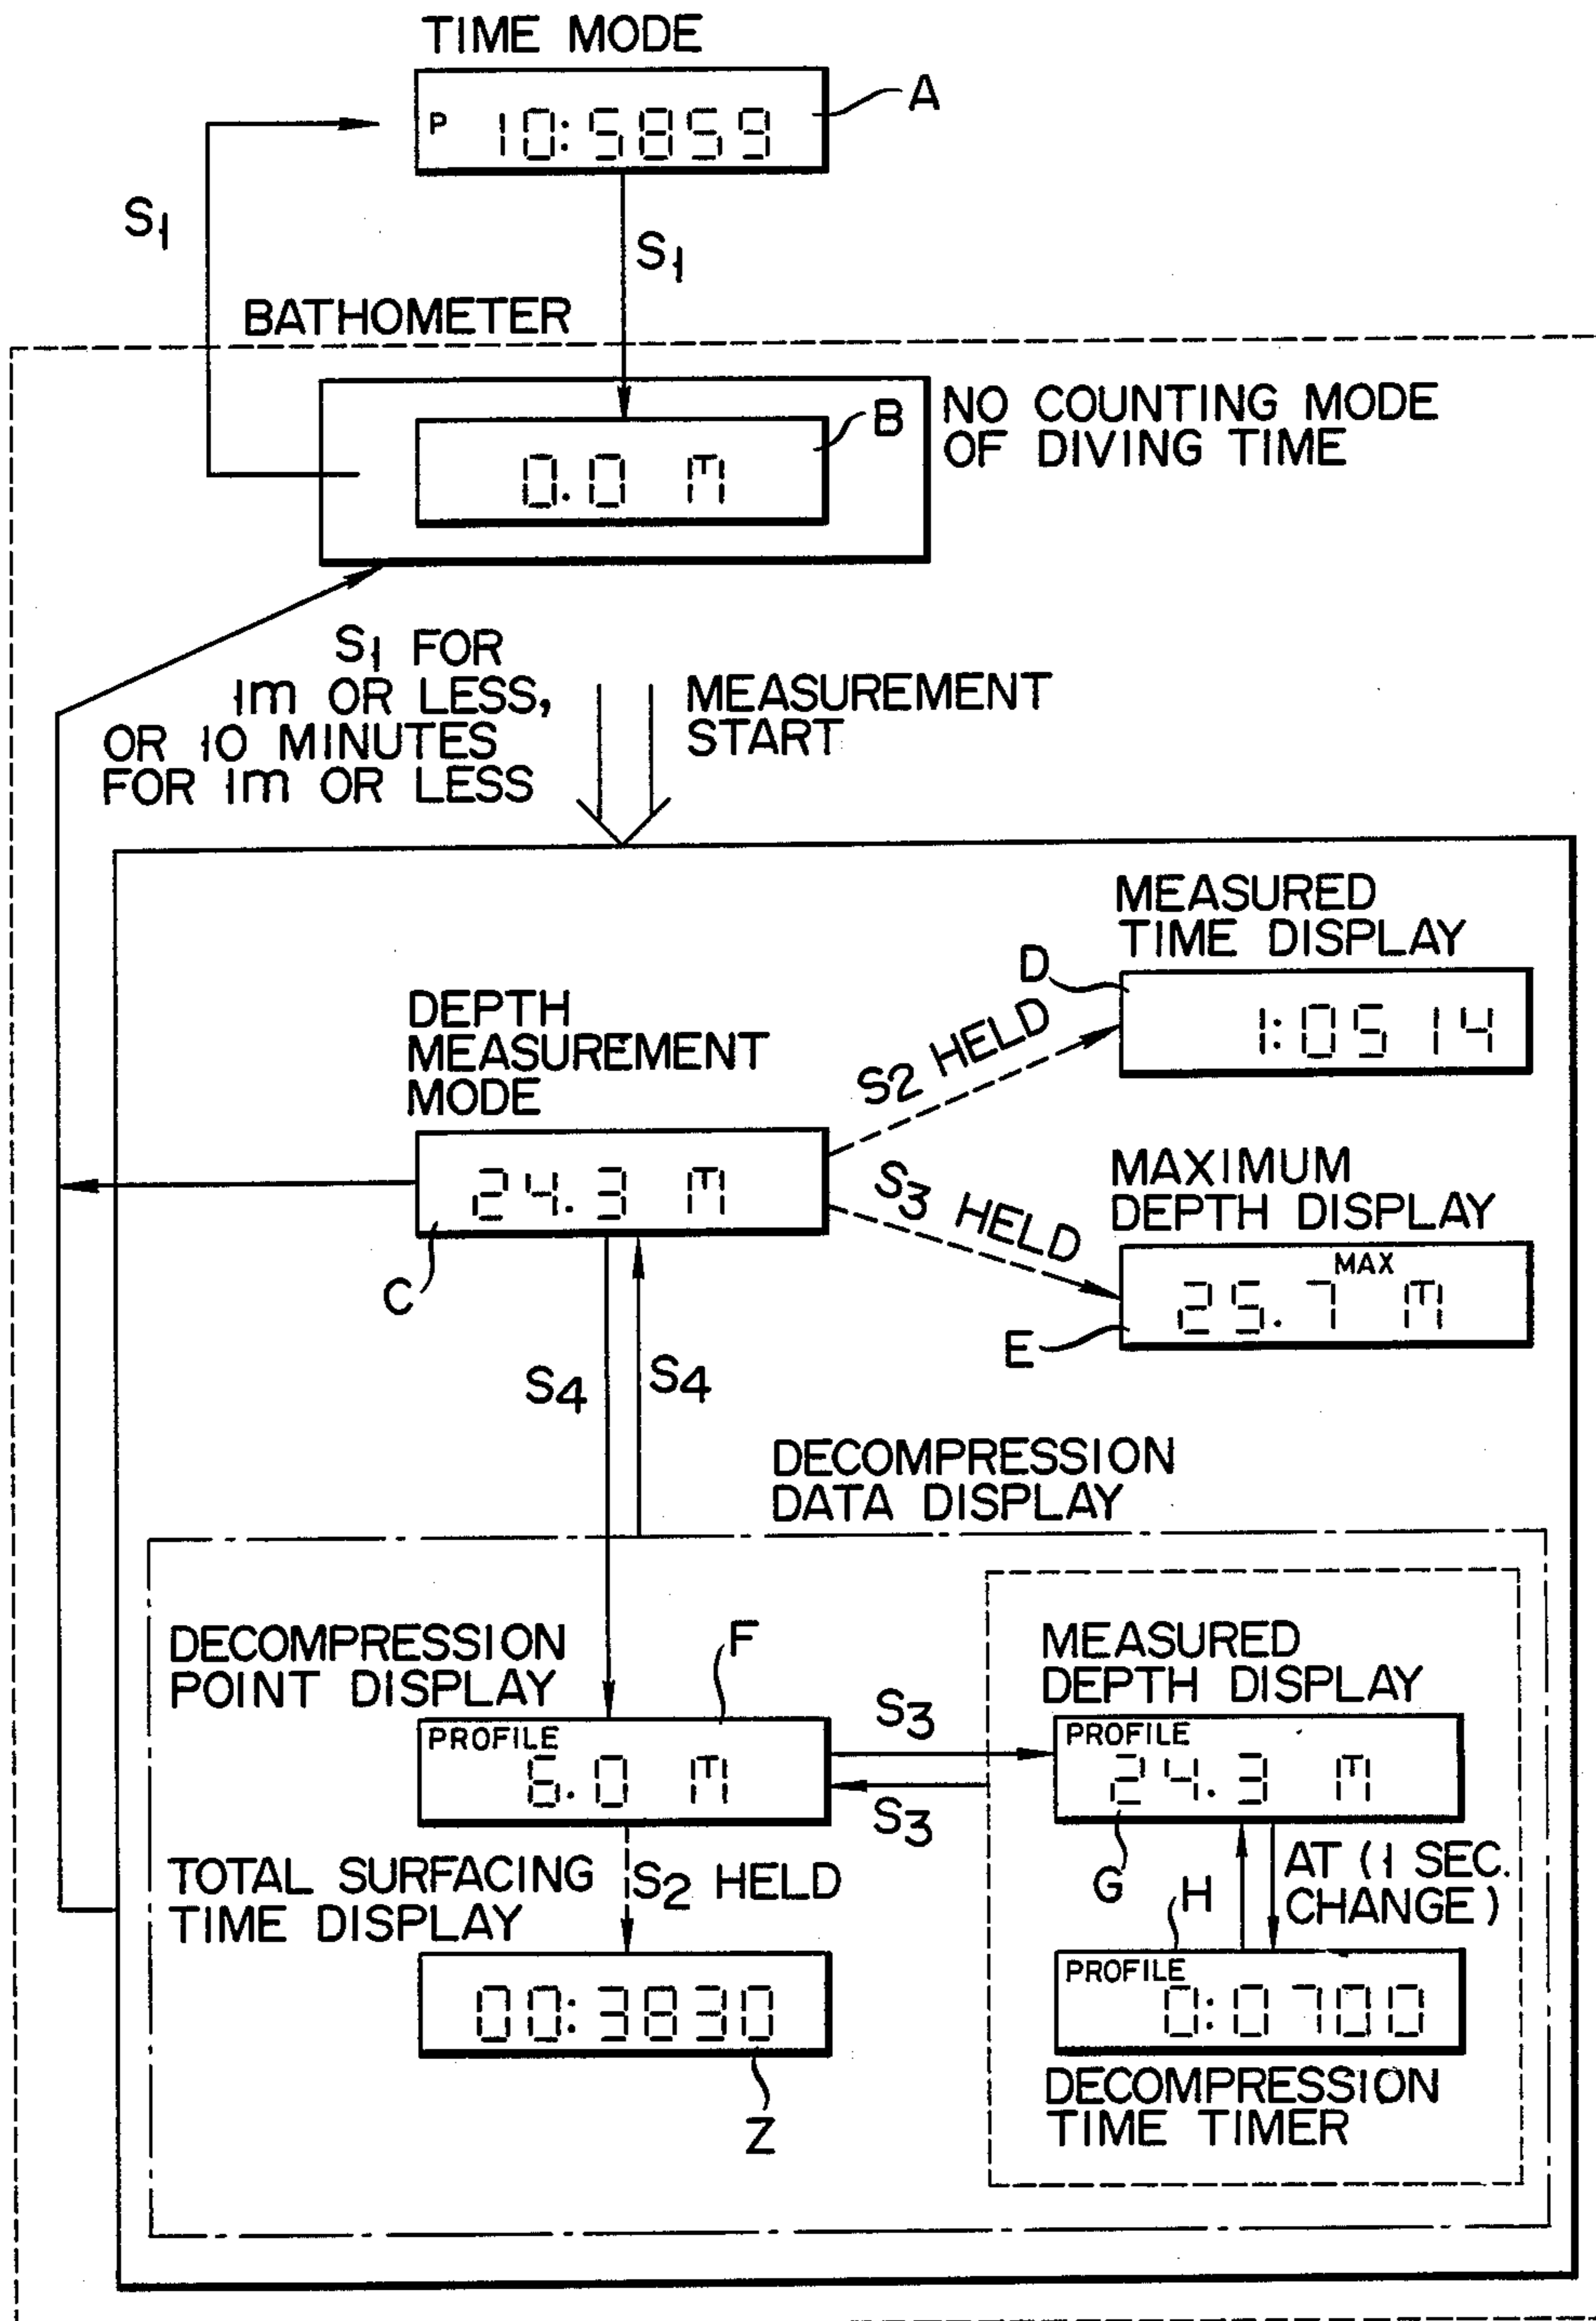 TIME MODE
P 10:5859
A
S1
S1
BATHOMETER
B
0.0 M
NO COUNTING MODE
OF DIVING TIME
S1 FOR
1m OR LESS,
OR 10 MINUTES
FOR 1m OR LESS
MEASUREMENT
START
MEASURED
TIME DISPLAY
D
1:0514
DEPTH
MEASUREMENT
MODE
S2 HELD
24.3 M
C
S3 HELD
MAXIMUM
DEPTH DISPLAY
MAX
25.7 M
E
S4
S4
DECOMPRESSION
DATA DISPLAY
DECOMPRESSION
POINT DISPLAY
F
PROFILE
6.0 M
S3
S3
MEASURED
DEPTH DISPLAY
PROFILE
24.3 M
G
AT (1 SEC.
CHANGE)
H
TOTAL SURFACING
TIME DISPLAY
S2 HELD
00:3830
Z
PROFILE
0:0700
DECOMPRESSION
TIME TIMER